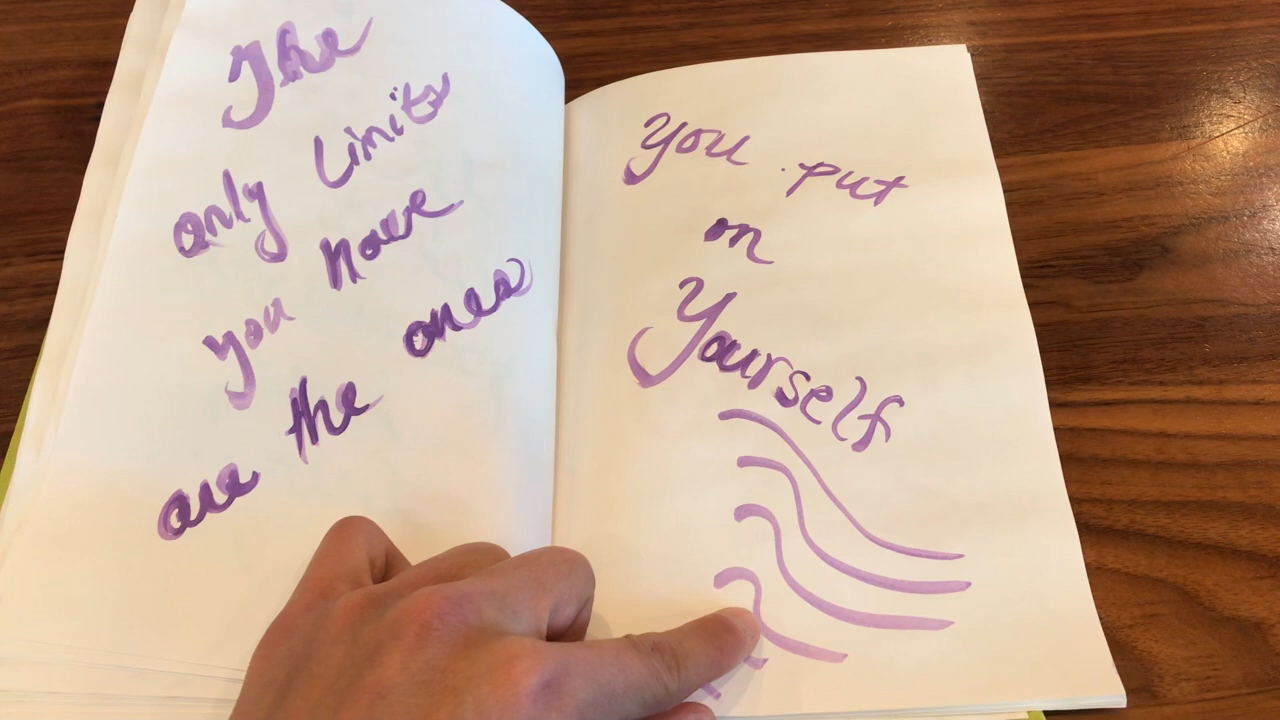 The
only Limits
you have
are the ones
You put
on
Yourself